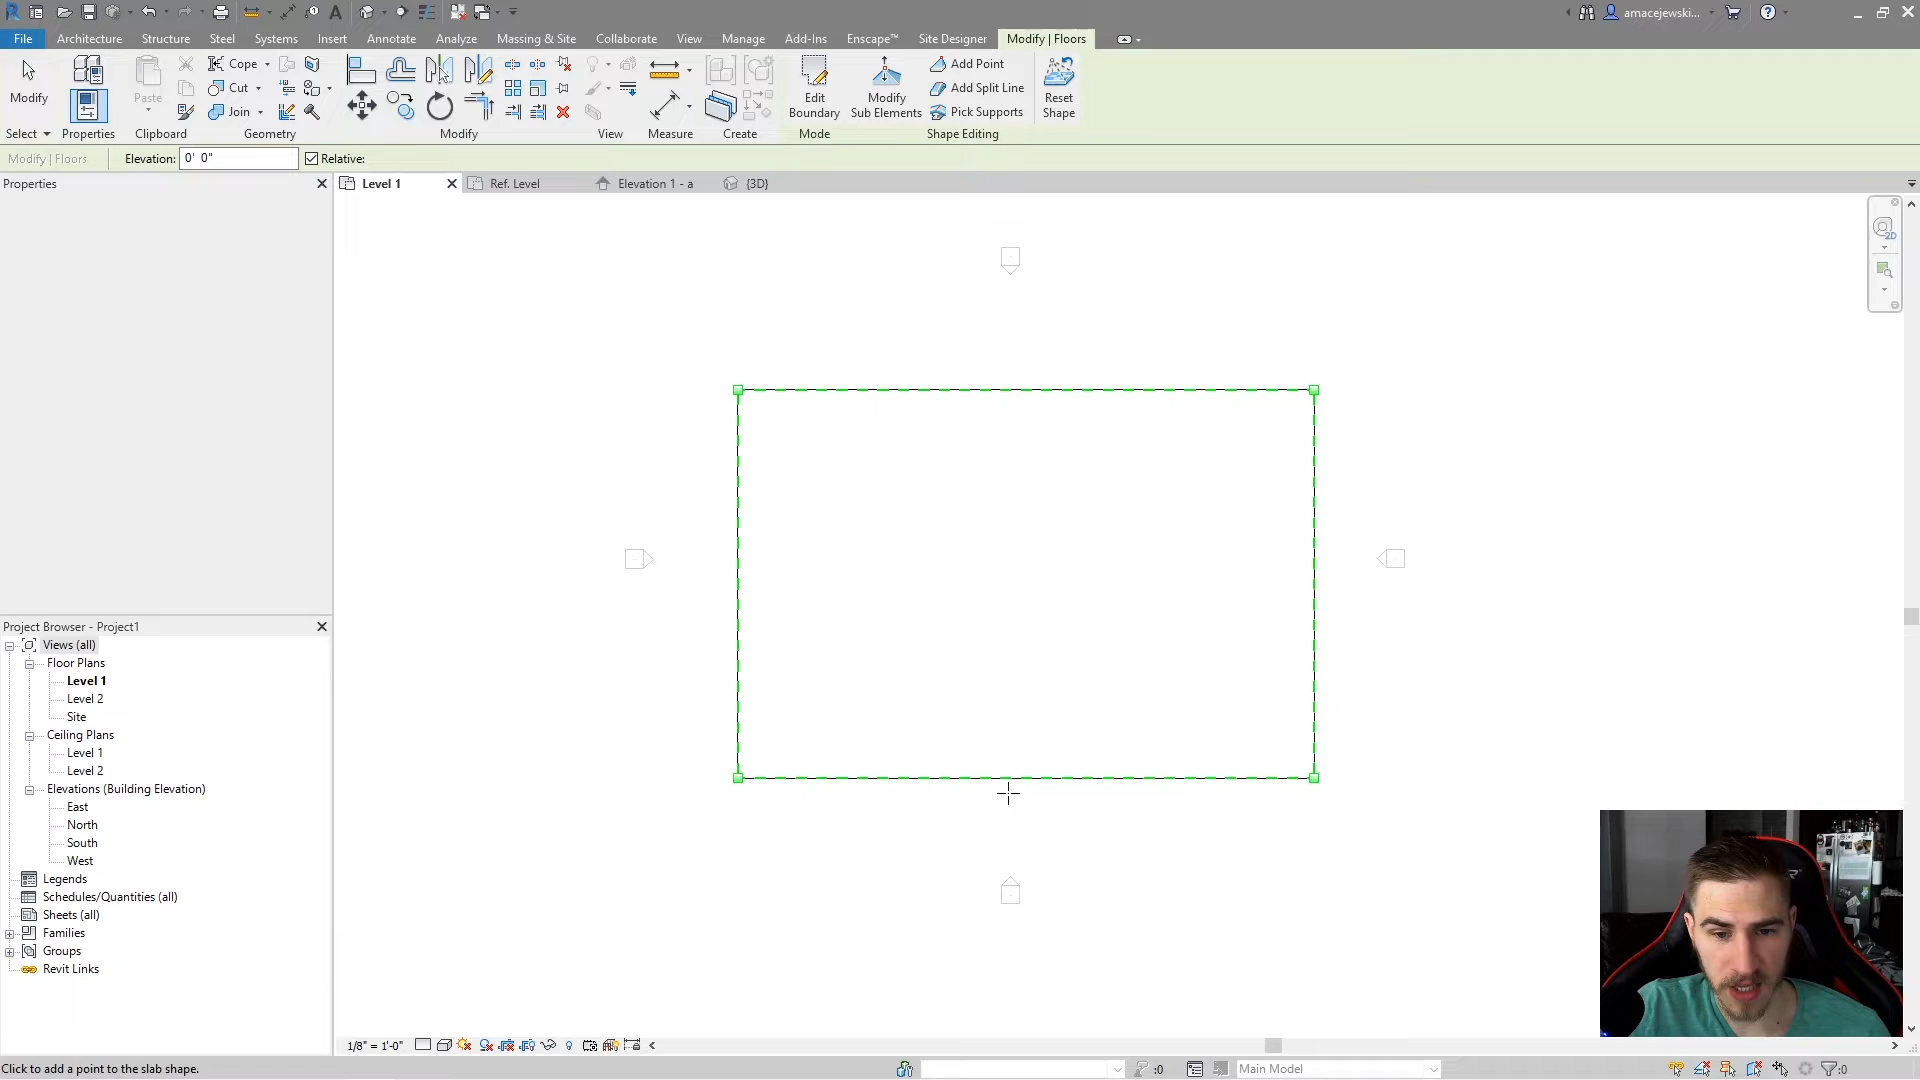 amacejewski...
File Architecture Structure Steel Systems Insert Annotate Analyze Massing & Site Collaborate View Manage Add-Ins Enscape™ Site Designer Modify | Floors
Cope
Cut
Join
Modify
Paste
Edit
Boundary
Modify
Sub Elements
Add Point
Add Split Line
Pick Supports
Reset
Shape
Select Properties Clipboard Geometry Modify View Measure Create Mode Shape Editing
Modify | Floors Elevation: 0' 0" Relative:
Properties
Level 1 Ref. Level Elevation 1 - a {3D}
2D
Project Browser - Project1
Views (all)
Floor Plans
Level 1
Level 2
Site
Ceiling Plans
Level 1
Level 2
Elevations (Building Elevation)
East
North
South
West
Legends
Schedules/Quantities (all)
Sheets (all)
Families
Groups
Revit Links
1/8" = 1'-0"
Click to add a point to the slab shape. :0 Main Model :0